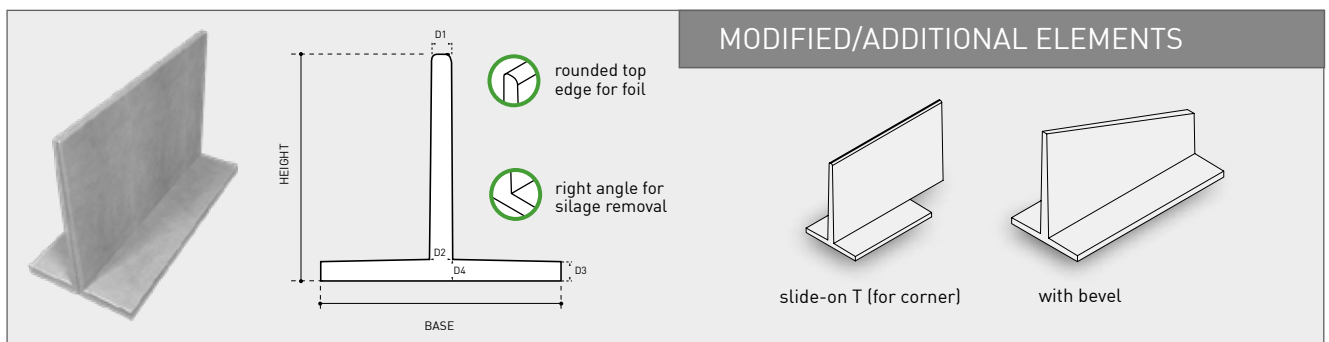 D1
HEIGHT
D2
D4
D3
BASE
rounded top
edge for foil
right angle for
silage removal
MODIFIED/ADDITIONAL ELEMENTS
slide-on T (for corner)
with bevel